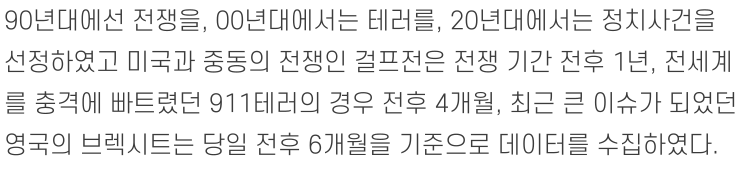 90년대에선 전쟁을, 00년대에서는 테러를, 20년대에서는 정치사건을
선정하였고 미국과 중동의 전쟁인 걸프전은 전쟁 기간 전후 1년, 전세계
를 충격에 빠트렸던 911테러의 경우 전후 4개월, 최근 큰 이슈가 되었던
영국의 브렉시트는 당일 전후 6개월을 기준으로 데이터를 수집하였다.